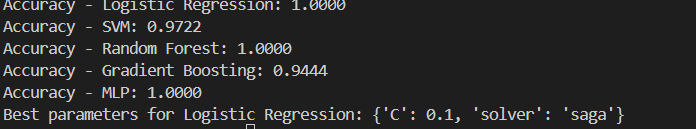 Accuracy - Logistic Regression: 1.0000
Accuracy - SVM: 0.9722
Accuracy - Random Forest: 1.0000
Accuracy - Gradient Boosting: 0.9444
Accuracy - MLP: 1.0000
Best parameters for Logistic Regression: {'C': 0.1, 'solver': 'saga'}